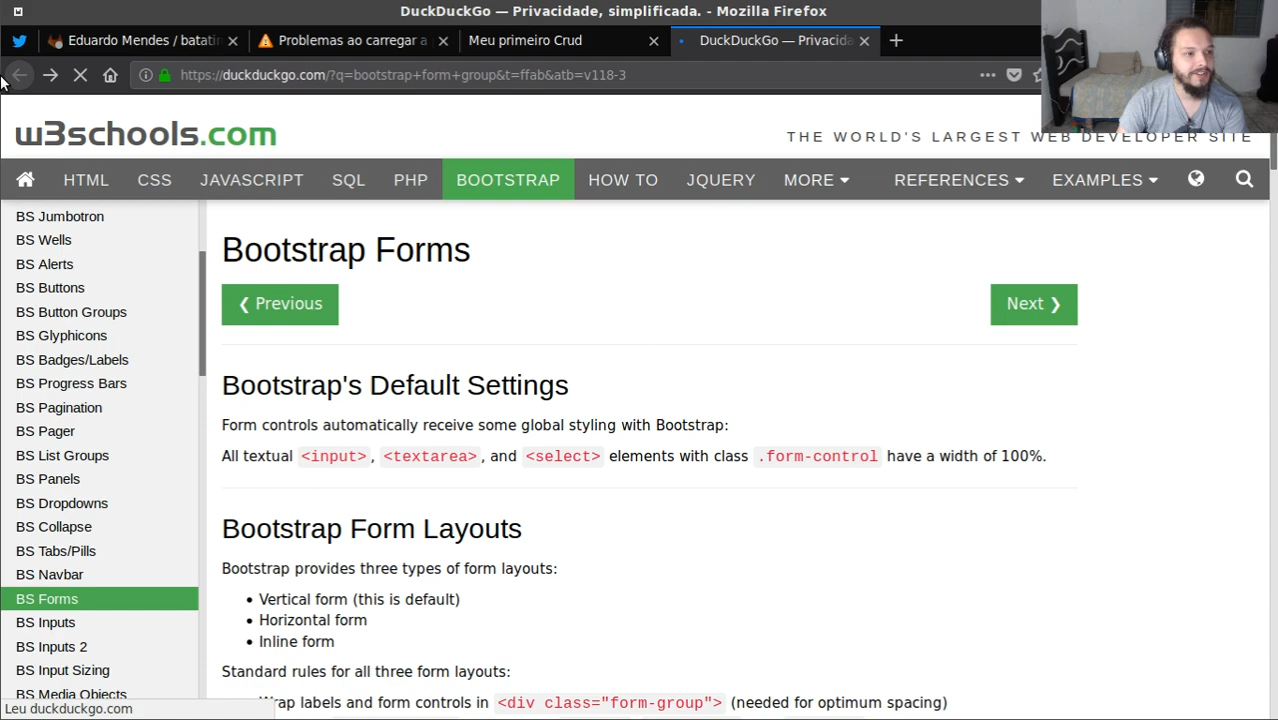 DuckDuckGo — Privacidade, simplificada. - Mozilla Firefox
Eduardo Mendes / batatin
Problemas ao carregar a p
Meu primeiro Crud
DuckDuckGo — Privacida
https://duckduckgo.com/?q=bootstrap+form+group&t=ffab&atb=v118-3
w3schools.com
THE WORLD'S LARGEST WEB DEVELOPER SITE
HTML CSS JAVASCRIPT SQL PHP BOOTSTRAP HOW TO JQUERY MORE REFERENCES EXAMPLES
BS Jumbotron
BS Wells
BS Alerts
BS Buttons
BS Button Groups
BS Glyphicons
BS Badges/Labels
BS Progress Bars
BS Pagination
BS Pager
BS List Groups
BS Panels
BS Dropdowns
BS Collapse
BS Tabs/Pills
BS Navbar
BS Forms
BS Inputs
BS Inputs 2
BS Input Sizing
BS Media Objects
Bootstrap Forms
❮ Previous
Next ❯
Bootstrap's Default Settings
Form controls automatically receive some global styling with Bootstrap:
All textual <input>, <textarea>, and <select> elements with class .form-control have a width of 100%.
Bootstrap Form Layouts
Bootstrap provides three types of form layouts:
• Vertical form (this is default)
• Horizontal form
• Inline form
Standard rules for all three form layouts:
Wrap labels and form controls in <div class="form-group"> (needed for optimum spacing)
Leu duckduckgo.com